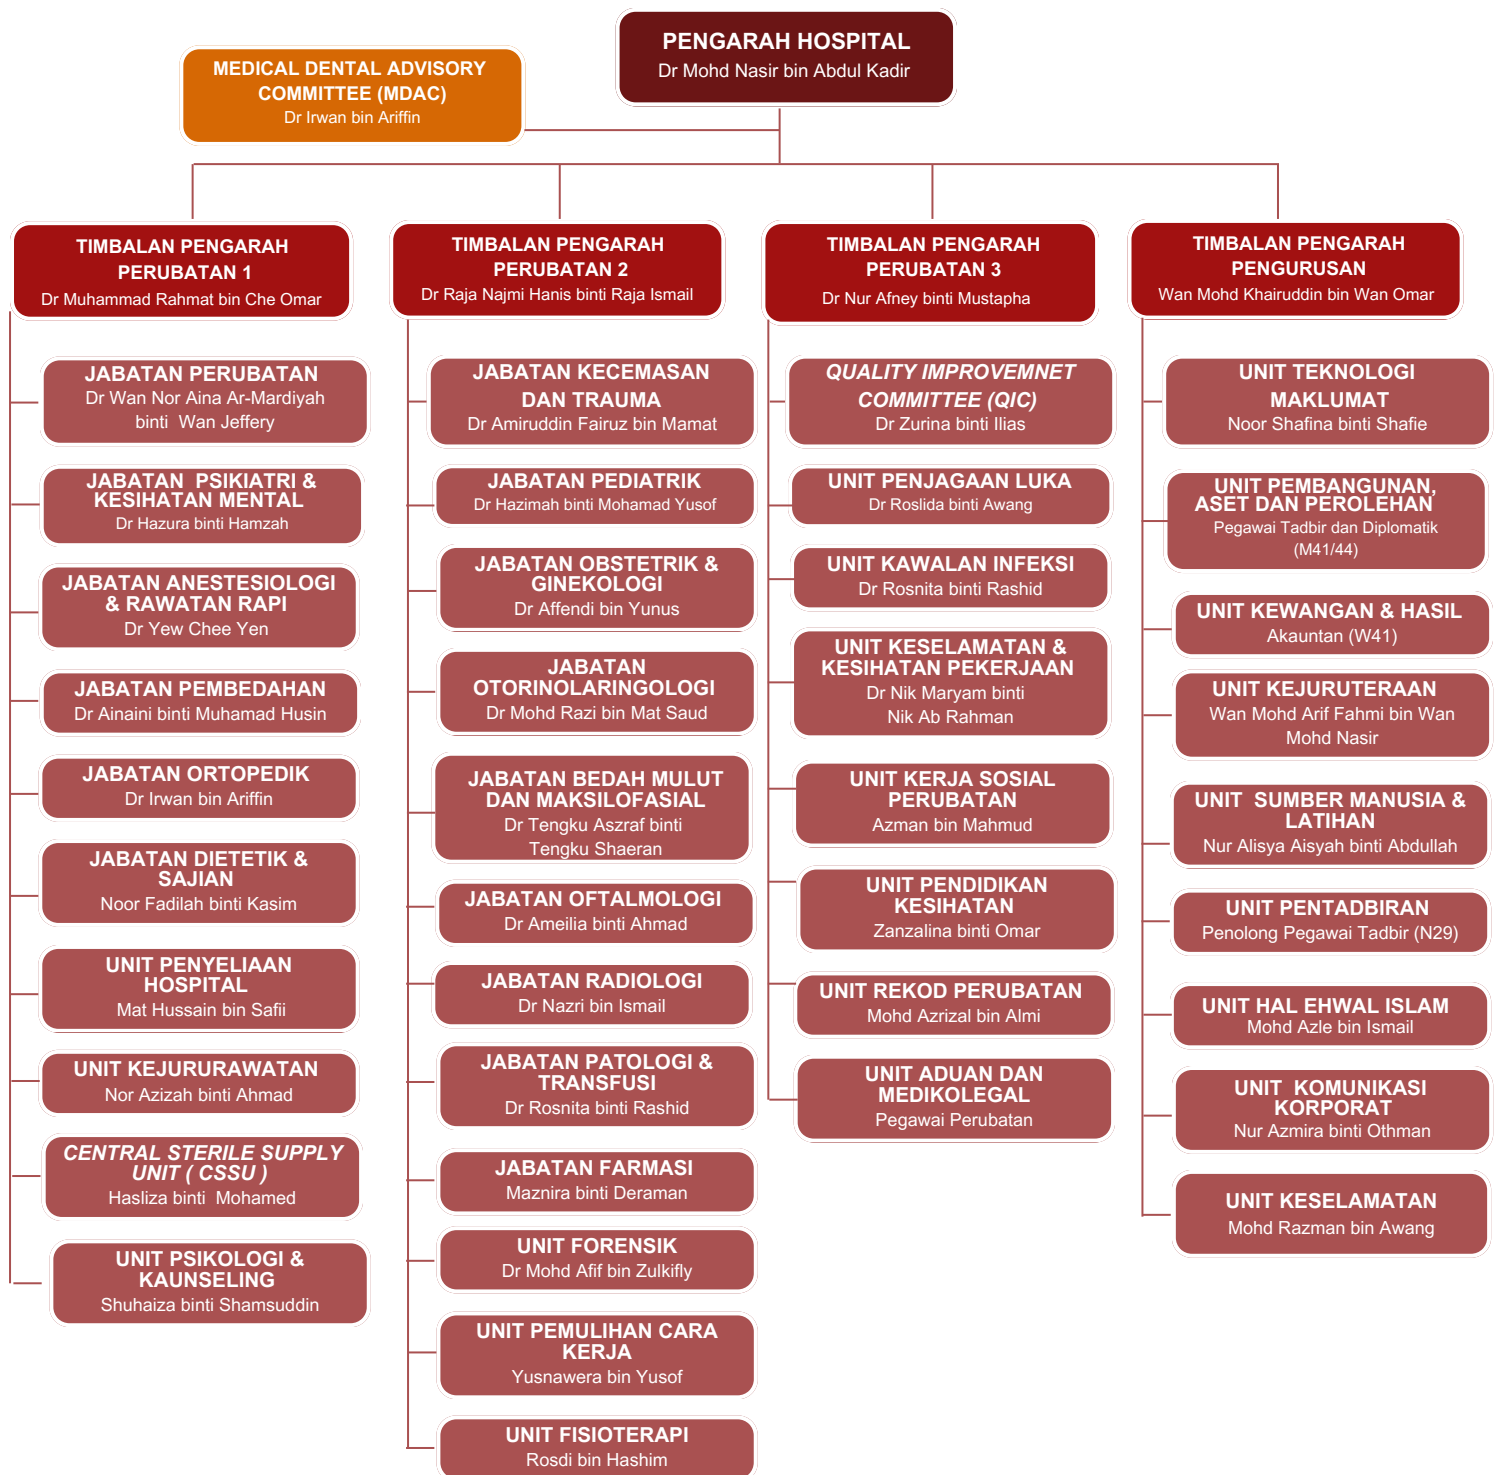 PENGARAH HOSPITAL
Dr Mohd Nasir bin Abdul Kadir
MEDICAL DENTAL ADVISORY
COMMITTEE (MDAC)
Dr Irwan bin Ariffin
TIMBALAN PENGARAH
PERUBATAN 1
Dr Muhammad Rahmat bin Che Omar
JABATAN PERUBATAN
Dr Wan Nor Aina Ar-Mardiyah
binti Wan Jeffery
JABATAN PSIKIATRI &
KESIHATAN MENTAL
Dr Hazura binti Hamzah
JABATAN ANESTESIOLOGI
& RAWATAN RAPI
Dr Yew Chee Yen
JABATAN PEMBEDAHAN
Dr Ainaini binti Muhamad Husin
JABATAN ORTOPEDIK
Dr Irwan bin Ariffin
JABATAN DIETETIK &
SAJIAN
Noor Fadilah binti Kasim
UNIT PENYELIAAN
HOSPITAL
Mat Hussain bin Safii
UNIT KEJURURAWATAN
Nor Azizah binti Ahmad
CENTRAL STERILE SUPPLY
UNIT ( CSSU )
Hasliza binti Mohamed
UNIT PSIKOLOGI &
KAUNSELING
Shuhaiza binti Shamsuddin
TIMBALAN PENGARAH
PERUBATAN 2
Dr Raja Najmi Hanis binti Raja Ismail
JABATAN KECEMASAN
DAN TRAUMA
Dr Amiruddin Fairuz bin Mamat
JABATAN PEDIATRIK
Dr Hazimah binti Mohamad Yusof
JABATAN OBSTETRIK &
GINEKOLOGI
Dr Affendi bin Yunus
JABATAN
OTORINOLARINGOLOGI
Dr Mohd Razi bin Mat Saud
JABATAN BEDAH MULUT
DAN MAKSILOFASIAL
Dr Tengku Aszraf binti
Tengku Shaeran
JABATAN OFTALMOLOGI
Dr Ameilia binti Ahmad
JABATAN RADIOLOGI
Dr Nazri bin Ismail
JABATAN PATOLOGI &
TRANSFUSI
Dr Rosnita binti Rashid
JABATAN FARMASI
Maznira binti Deraman
UNIT FORENSIK
Dr Mohd Afif bin Zulkifly
UNIT PEMULIHAN CARA
KERJA
Yusnawera bin Yusof
UNIT FISIOTERAPI
Rosdi bin Hashim
TIMBALAN PENGARAH
PERUBATAN 3
Dr Nur Afney binti Mustapha
QUALITY IMPROVEMNET
COMMITTEE (QIC)
Dr Zurina binti Ilias
UNIT PENJAGAAN LUKA
Dr Roslida binti Awang
UNIT KAWALAN INFEKSI
Dr Rosnita binti Rashid
UNIT KESELAMATAN &
KESIHATAN PEKERJAAN
Dr Nik Maryam binti
Nik Ab Rahman
UNIT KERJA SOSIAL
PERUBATAN
Azman bin Mahmud
UNIT PENDIDIKAN
KESIHATAN
Zanzalina binti Omar
UNIT REKOD PERUBATAN
Mohd Azrizal bin Almi
UNIT ADUAN DAN
MEDIKOLEGAL
Pegawai Perubatan
TIMBALAN PENGARAH
PENGURUSAN
Wan Mohd Khairuddin bin Wan Omar
UNIT TEKNOLOGI
MAKLUMAT
Noor Shafina binti Shafie
UNIT PEMBANGUNAN,
ASET DAN PEROLEHAN
Pegawai Tadbir dan Diplomatik
(M41/44)
UNIT KEWANGAN & HASIL
Akauntan (W41)
UNIT KEJURUTERAAN
Wan Mohd Arif Fahmi bin Wan
Mohd Nasir
UNIT SUMBER MANUSIA &
LATIHAN
Nur Alisya Aisyah binti Abdullah
UNIT PENTADBIRAN
Penolong Pegawai Tadbir (N29)
UNIT HAL EHWAL ISLAM
Mohd Azle bin Ismail
UNIT KOMUNIKASI
KORPORAT
Nur Azmira binti Othman
UNIT KESELAMATAN
Mohd Razman bin Awang